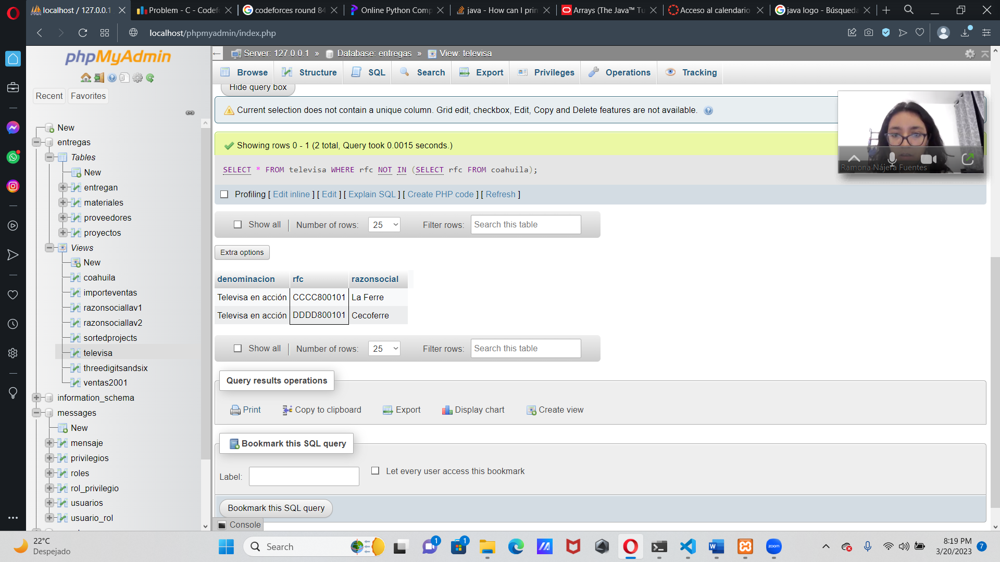 localhost / 127.0.0.1
Problem - C - Codef
codeforces round 84
Online Python Comp
java - How can I prin
Arrays (The Java™ Tu
Acceso al calendario
java logo - Búsqueda
localhost/phpmyadmin/index.php
phpMyAdmin
Recent
Favorites
New
entregas
Tables
New
entregan
materiales
proveedores
proyectos
Views
New
coahuila
importeventas
razonsociallav1
razonsociallav2
sortedprojects
televisa
threedigitsandsix
ventas2001
information_schema
messages
New
mensaje
privilegios
roles
rol_privilegio
usuarios
usuario_rol
Server: 127.0.0.1 » Database: entregas » View: televisa
Browse Structure SQL Search Export Privileges Operations Tracking
Hide query box
Current selection does not contain a unique column. Grid edit, checkbox, Edit, Copy and Delete features are not available.
Showing rows 0 - 1 (2 total, Query took 0.0015 seconds.)
SELECT * FROM televisa WHERE rfc NOT IN (SELECT rfc FROM coahuila);
Profiling [ Edit inline ] [ Edit ] [ Explain SQL ] [ Create PHP code ] [ Refresh ]
Show all Number of rows: 25 Filter rows: Search this table
Extra options
denominacion rfc razonsocial
Televisa en acción CCCC800101 La Ferre
Televisa en acción DDDD800101 Cecoferre
Show all Number of rows: 25 Filter rows: Search this table
Query results operations
Print Copy to clipboard Export Display chart Create view
Bookmark this SQL query
Label: Let every user access this bookmark
Bookmark this SQL query
Console
Ramona Nájera Fuentes
22°C
Despejado
Search
1
1
zoom
8:19 PM
3/20/2023
7